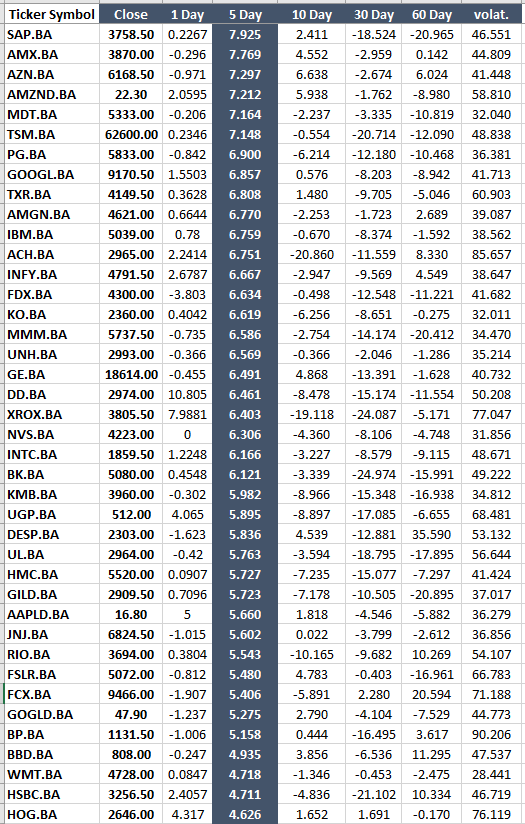 Ticker Symbol Close 1 Day 5 Day 10 Day 30 Day 60 Day volat.
SAP.BA 3758.50 0.2267 7.925 2.411 -18.524 -20.965 46.551
AMX.BA 3870.00 -0.296 7.769 4.552 -2.959 0.142 44.809
AZN.BA 6168.50 -0.971 7.297 6.638 -2.674 6.024 41.448
AMZND.BA 22.30 2.0595 7.212 5.938 -1.762 -8.980 58.810
MDT.BA 5333.00 -0.206 7.164 -2.237 -3.335 -10.819 32.040
TSM.BA 62600.00 0.2346 7.148 -0.554 -20.714 -12.090 48.838
PG.BA 5833.00 -0.842 6.900 -6.214 -12.180 -10.468 36.381
GOOGL.BA 9170.50 1.5503 6.857 0.576 -8.203 -8.942 41.713
TXR.BA 4149.50 0.3628 6.808 1.480 -9.705 -5.046 60.903
AMGN.BA 4621.00 0.6644 6.770 -2.253 -1.723 2.689 39.087
IBM.BA 5039.00 0.78 6.759 -0.670 -8.374 -1.592 38.562
ACH.BA 2965.00 2.2414 6.751 -20.860 -11.559 8.330 85.657
INFY.BA 4791.50 2.6787 6.667 -2.947 -9.569 4.549 38.647
FDX.BA 4300.00 -3.803 6.634 -0.498 -12.548 -11.221 41.682
KO.BA 2360.00 0.4042 6.619 -6.256 -8.651 -0.275 32.011
MMM.BA 5737.50 -0.735 6.586 -2.754 -14.174 -20.412 34.470
UNH.BA 2993.00 -0.366 6.569 -0.366 -2.046 -1.286 35.214
GE.BA 18614.00 -0.455 6.491 4.868 -13.391 -1.628 40.732
DD.BA 2974.00 10.805 6.461 -8.478 -15.174 -11.554 50.208
XROX.BA 3805.50 7.9881 6.403 -19.118 -24.087 -5.171 77.047
NVS.BA 4223.00 0 6.306 -4.360 -8.106 -4.748 31.856
INTC.BA 1859.50 1.2248 6.166 -3.227 -8.579 -9.115 48.671
BK.BA 5080.00 0.4548 6.121 -3.339 -24.974 -15.991 49.222
KMB.BA 3960.00 -0.302 5.982 -8.966 -15.348 -16.938 34.812
UGP.BA 512.00 4.065 5.895 -8.897 -17.085 -6.655 68.481
DESP.BA 2303.00 -1.623 5.836 4.539 -12.881 35.590 53.132
UL.BA 2964.00 -0.42 5.763 -3.594 -18.795 -17.895 56.644
HMC.BA 5520.00 0.0907 5.727 -7.235 -15.077 -7.297 41.424
GILD.BA 2909.50 0.7096 5.723 -7.178 -10.505 -20.895 37.017
AAPLD.BA 16.80 5 5.660 1.818 -4.546 -5.882 36.279
JNJ.BA 6824.50 -1.015 5.602 0.022 -3.799 -2.612 36.856
RIO.BA 3694.00 0.3804 5.543 -10.165 -9.682 10.269 54.107
FSLR.BA 5072.00 -0.812 5.480 4.783 -0.403 -16.961 66.783
FCX.BA 9466.00 -1.907 5.406 -5.891 2.280 20.594 71.188
GOGLD.BA 47.90 -1.237 5.275 2.790 -4.104 -7.529 44.773
BP.BA 1131.50 -1.006 5.158 0.444 -16.495 3.617 90.206
BBD.BA 808.00 -0.247 4.935 3.856 -6.536 11.295 47.537
WMT.BA 4728.00 0.0847 4.718 -1.346 -0.453 -2.475 28.441
HSBC.BA 3256.50 2.4057 4.711 -4.836 -21.102 10.334 46.719
HOG.BA 2646.00 4.317 4.626 1.652 1.691 -0.170 76.119